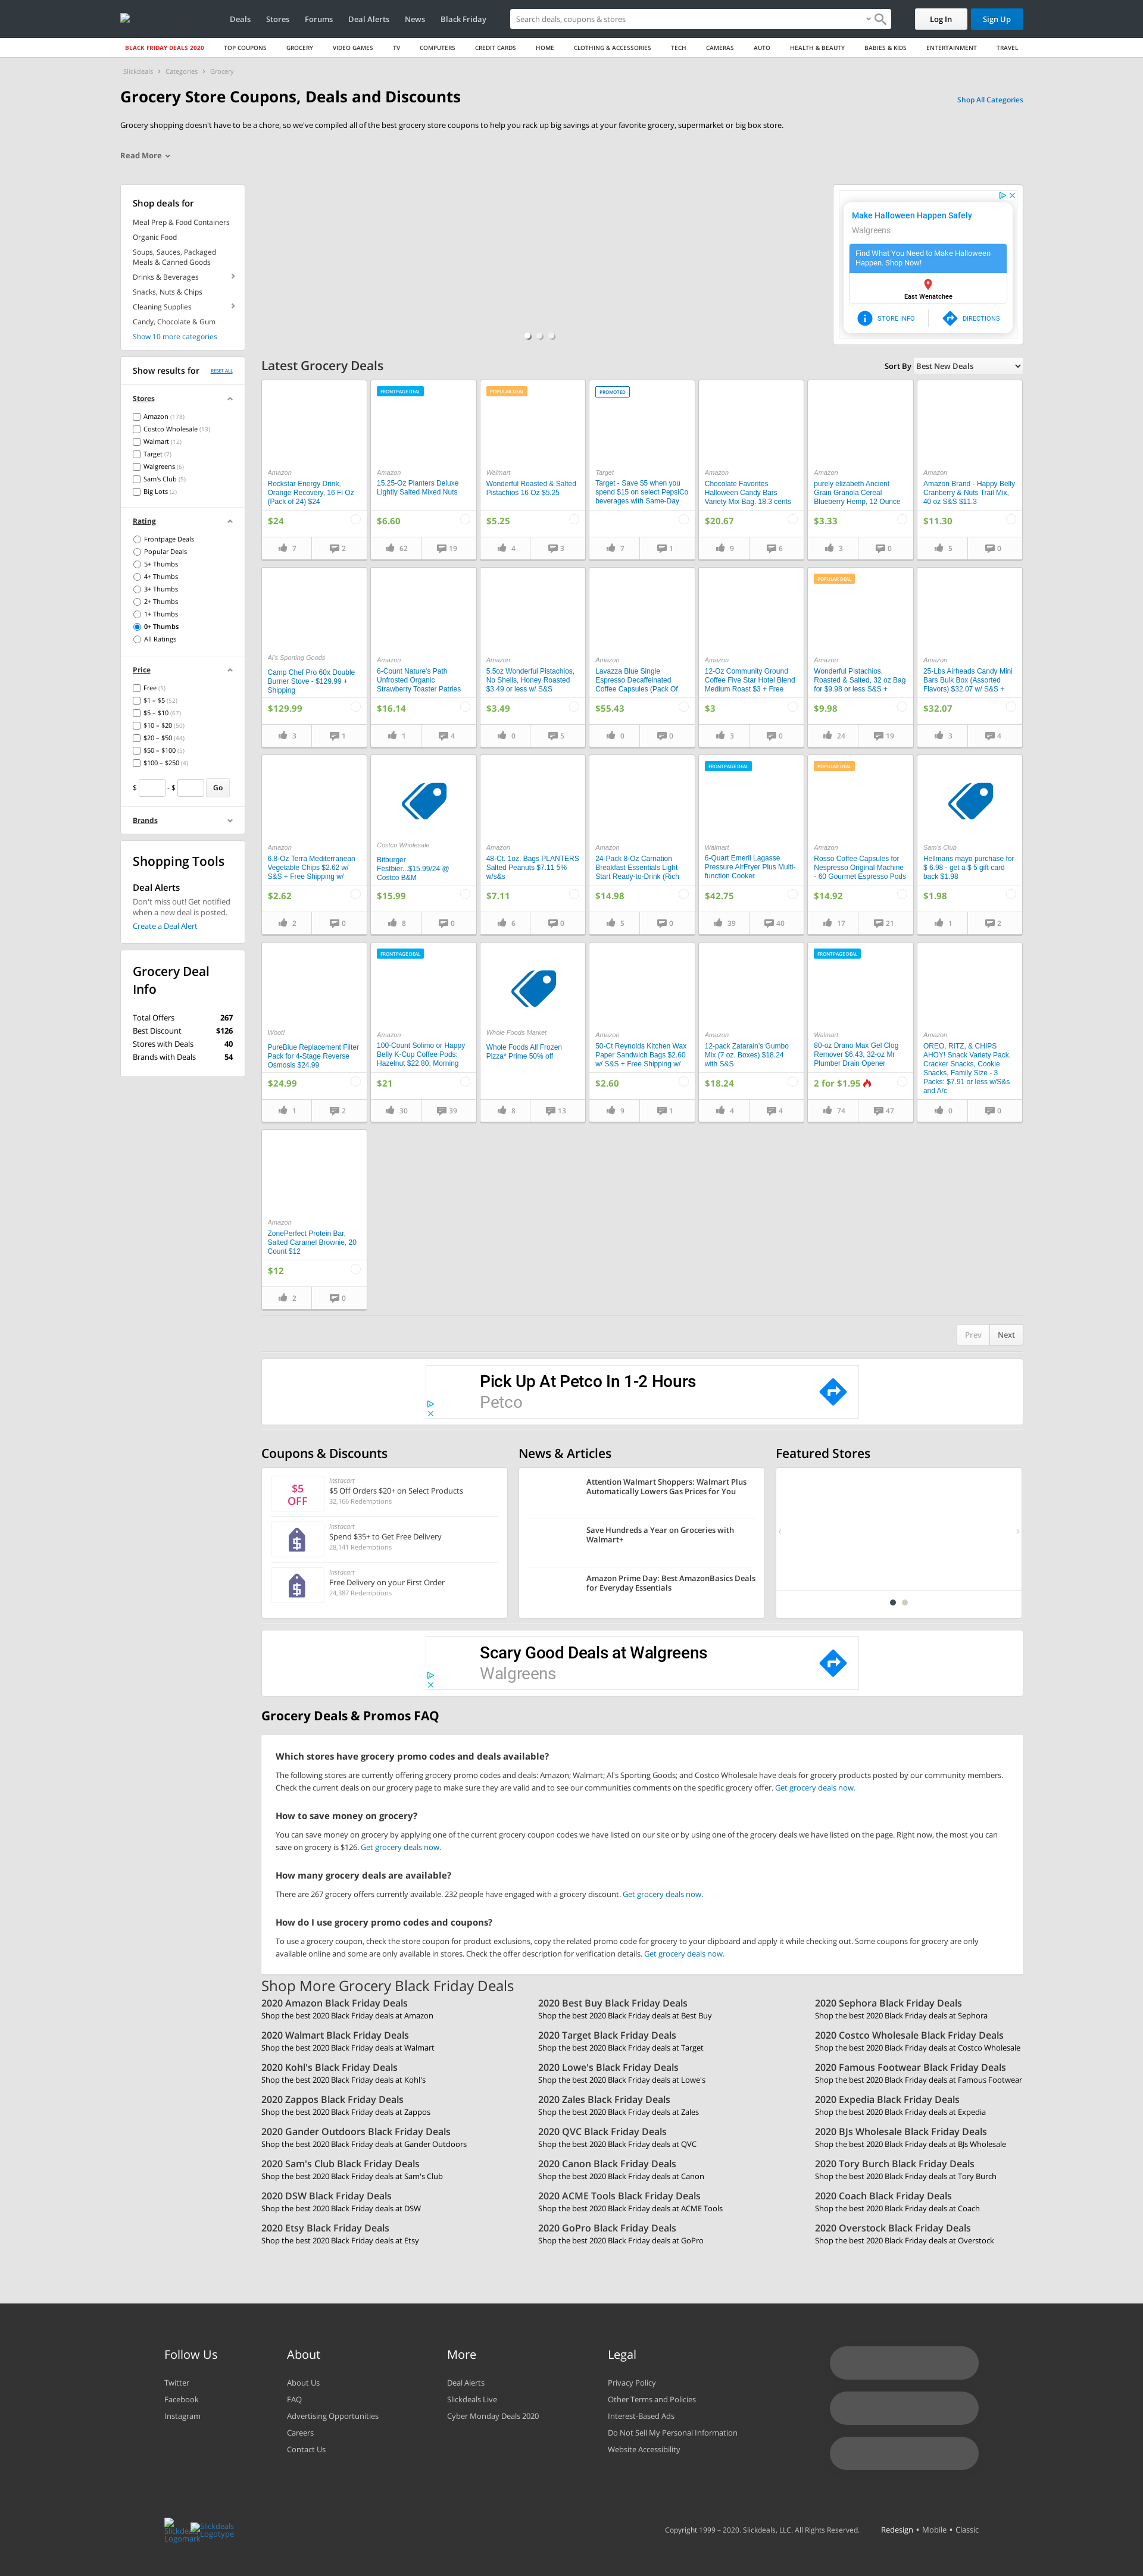 Deals
Stores
Forums
Deal Alerts
News
Black Friday
Search deals, coupons & stores
Log In
Sign Up
BLACK FRIDAY DEALS 2020
TOP COUPONS
GROCERY
VIDEO GAMES
TV
COMPUTERS
CREDIT CARDS
HOME
CLOTHING & ACCESSORIES
TECH
CAMERAS
AUTO
HEALTH & BEAUTY
BABIES & KIDS
ENTERTAINMENT
TRAVEL
Slickdeals > Categories > Grocery
Grocery Store Coupons, Deals and Discounts
Shop All Categories
Grocery shopping doesn't have to be a chore, so we've compiled all of the best grocery store coupons to help you rack up big savings at your favorite grocery, supermarket or big box store.
Read More
Shop deals for
Meal Prep & Food Containers
Organic Food
Soups, Sauces, Packaged
Meals & Canned Goods
Drinks & Beverages
Snacks, Nuts & Chips
Cleaning Supplies
Candy, Chocolate & Gum
Show 10 more categories
Show results for
RESET ALL
Stores
Amazon (178)
Costco Wholesale (13)
Walmart (12)
Target (7)
Walgreens (6)
Sam's Club (5)
Big Lots (2)
Rating
Frontpage Deals
Popular Deals
5+ Thumbs
4+ Thumbs
3+ Thumbs
2+ Thumbs
1+ Thumbs
0+ Thumbs
All Ratings
Price
Free (5)
$1 – $5 (52)
$5 – $10 (67)
$10 – $20 (50)
$20 – $50 (44)
$50 – $100 (5)
$100 – $250 (4)
$ - $ Go
Brands
Shopping Tools
Deal Alerts
Don't miss out! Get notified
when a new deal is posted.
Create a Deal Alert
Grocery Deal
Info
Total Offers 267
Best Discount $126
Stores with Deals 40
Brands with Deals 54
Make Halloween Happen Safely
Walgreens
Find What You Need to Make Halloween
Happen. Shop Now!
East Wenatchee
STORE INFO
DIRECTIONS
Latest Grocery Deals
Sort By Best New Deals
Amazon
Rockstar Energy Drink,
Orange Recovery, 16 Fl Oz
(Pack of 24) $24
$24
7 2
FRONTPAGE DEAL
Amazon
15.25-Oz Planters Deluxe
Lightly Salted Mixed Nuts
$6.60
62 19
POPULAR DEAL
Walmart
Wonderful Roasted & Salted
Pistachios 16 Oz $5.25
$5.25
4 3
PROMOTED
Target
Target - Save $5 when you
spend $15 on select PepsiCo
beverages with Same-Day
7 1
Amazon
Chocolate Favorites
Halloween Candy Bars
Variety Mix Bag. 18.3 cents
$20.67
9 6
Amazon
purely elizabeth Ancient
Grain Granola Cereal
Blueberry Hemp, 12 Ounce
$3.33
3 0
Amazon
Amazon Brand - Happy Belly
Cranberry & Nuts Trail Mix,
40 oz S&S $11.3
$11.30
5 0
Al's Sporting Goods
Camp Chef Pro 60x Double
Burner Stove - $129.99 +
Shipping
$129.99
3 1
Amazon
6-Count Nature's Path
Unfrosted Organic
Strawberry Toaster Patries
$16.14
1 4
Amazon
5.5oz Wonderful Pistachios,
No Shells, Honey Roasted
$3.49 or less w/ S&S
$3.49
0 5
Amazon
Lavazza Blue Single
Espresso Decaffeinated
Coffee Capsules (Pack Of
$55.43
0 0
Amazon
12-Oz Community Ground
Coffee Five Star Hotel Blend
Medium Roast $3 + Free
$3
3 0
POPULAR DEAL
Amazon
Wonderful Pistachios,
Roasted & Salted, 32 oz Bag
for $9.98 or less S&S +
$9.98
24 19
Amazon
25-Lbs Airheads Candy Mini
Bars Bulk Box (Assorted
Flavors) $32.07 w/ S&S +
$32.07
3 4
Amazon
6.8-Oz Terra Mediterranean
Vegetable Chips $2.62 w/
S&S + Free Shipping w/
$2.62
2 0
Costco Wholesale
Bitburger
Festbier...$15.99/24 @
Costco B&M
$15.99
8 0
Amazon
48-Ct. 1oz. Bags PLANTERS
Salted Peanuts $7.11 5%
w/s&s
$7.11
6 0
Amazon
24-Pack 8-Oz Carnation
Breakfast Essentials Light
Start Ready-to-Drink (Rich
$14.98
5 0
FRONTPAGE DEAL
Walmart
6-Quart Emeril Lagasse
Pressure AirFryer Plus Multi-
function Cooker
$42.75
39 40
POPULAR DEAL
Amazon
Rosso Coffee Capsules for
Nespresso Original Machine
- 60 Gourmet Espresso Pods
$14.92
17 21
Sam's Club
Hellmans mayo purchase for
$ 6.98 - get a $ 5 gift card
back $1.98
$1.98
1 2
Woot!
PureBlue Replacement Filter
Pack for 4-Stage Reverse
Osmosis $24.99
$24.99
1 2
FRONTPAGE DEAL
Amazon
100-Count Solimo or Happy
Belly K-Cup Coffee Pods:
Hazelnut $22.80, Morning
$21
30 39
Whole Foods Market
Whole Foods All Frozen
Pizza* Prime 50% off
8 13
Amazon
50-Ct Reynolds Kitchen Wax
Paper Sandwich Bags $2.60
w/ S&S + Free Shipping w/
$2.60
9 1
Amazon
12-pack Zatarain's Gumbo
Mix (7 oz. Boxes) $18.24
with S&S
$18.24
4 4
FRONTPAGE DEAL
Walmart
80-oz Drano Max Gel Clog
Remover $6.43, 32-oz Mr
Plumber Drain Opener
2 for $1.95
74 47
Amazon
OREO, RITZ, & CHIPS
AHOY! Snack Variety Pack,
Cracker Snacks, Cookie
Snacks, Family Size - 3
Packs: $7.91 or less w/S&s
and A/c
0 0
Amazon
ZonePerfect Protein Bar,
Salted Caramel Brownie, 20
Count $12
$12
2 0
Prev Next
Pick Up At Petco In 1-2 Hours
Petco
Coupons & Discounts
$5
OFF
Instacart
$5 Off Orders $20+ on Select Products
32,166 Redemptions
Instacart
Spend $35+ to Get Free Delivery
28,141 Redemptions
Instacart
Free Delivery on your First Order
24,387 Redemptions
News & Articles
Attention Walmart Shoppers: Walmart Plus
Automatically Lowers Gas Prices for You
Save Hundreds a Year on Groceries with
Walmart+
Amazon Prime Day: Best AmazonBasics Deals
for Everyday Essentials
Featured Stores
Scary Good Deals at Walgreens
Walgreens
Grocery Deals & Promos FAQ
Which stores have grocery promo codes and deals available?
The following stores are currently offering grocery promo codes and deals: Amazon; Walmart; Al's Sporting Goods; and Costco Wholesale have deals for grocery products posted by our community members.
Check the current deals on our grocery page to make sure they are valid and to see our communities comments on the specific grocery offer. Get grocery deals now.
How to save money on grocery?
You can save money on grocery by applying one of the current grocery coupon codes we have listed on our site or by using one of the grocery deals we have listed on the page. Right now, the most you can
save on grocery is $126. Get grocery deals now.
How many grocery deals are available?
There are 267 grocery offers currently available. 232 people have engaged with a grocery discount. Get grocery deals now.
How do I use grocery promo codes and coupons?
To use a grocery coupon, check the store coupon for product exclusions, copy the related promo code for grocery to your clipboard and apply it while checking out. Some coupons for grocery are only
available online and some are only available in stores. Check the offer description for verification details. Get grocery deals now.
Shop More Grocery Black Friday Deals
2020 Amazon Black Friday Deals
Shop the best 2020 Black Friday deals at Amazon
2020 Best Buy Black Friday Deals
Shop the best 2020 Black Friday deals at Best Buy
2020 Sephora Black Friday Deals
Shop the best 2020 Black Friday deals at Sephora
2020 Walmart Black Friday Deals
Shop the best 2020 Black Friday deals at Walmart
2020 Target Black Friday Deals
Shop the best 2020 Black Friday deals at Target
2020 Costco Wholesale Black Friday Deals
Shop the best 2020 Black Friday deals at Costco Wholesale
2020 Kohl's Black Friday Deals
Shop the best 2020 Black Friday deals at Kohl's
2020 Lowe's Black Friday Deals
Shop the best 2020 Black Friday deals at Lowe's
2020 Famous Footwear Black Friday Deals
Shop the best 2020 Black Friday deals at Famous Footwear
2020 Zappos Black Friday Deals
Shop the best 2020 Black Friday deals at Zappos
2020 Zales Black Friday Deals
Shop the best 2020 Black Friday deals at Zales
2020 Expedia Black Friday Deals
Shop the best 2020 Black Friday deals at Expedia
2020 Gander Outdoors Black Friday Deals
Shop the best 2020 Black Friday deals at Gander Outdoors
2020 QVC Black Friday Deals
Shop the best 2020 Black Friday deals at QVC
2020 BJs Wholesale Black Friday Deals
Shop the best 2020 Black Friday deals at BJs Wholesale
2020 Sam's Club Black Friday Deals
Shop the best 2020 Black Friday deals at Sam's Club
2020 Canon Black Friday Deals
Shop the best 2020 Black Friday deals at Canon
2020 Tory Burch Black Friday Deals
Shop the best 2020 Black Friday deals at Tory Burch
2020 DSW Black Friday Deals
Shop the best 2020 Black Friday deals at DSW
2020 ACME Tools Black Friday Deals
Shop the best 2020 Black Friday deals at ACME Tools
2020 Coach Black Friday Deals
Shop the best 2020 Black Friday deals at Coach
2020 Etsy Black Friday Deals
Shop the best 2020 Black Friday deals at Etsy
2020 GoPro Black Friday Deals
Shop the best 2020 Black Friday deals at GoPro
2020 Overstock Black Friday Deals
Shop the best 2020 Black Friday deals at Overstock
Follow Us
Twitter
Facebook
Instagram
About
About Us
FAQ
Advertising Opportunities
Careers
Contact Us
More
Deal Alerts
Slickdeals Live
Cyber Monday Deals 2020
Legal
Privacy Policy
Other Terms and Policies
Interest-Based Ads
Do Not Sell My Personal Information
Website Accessibility
Slickdeals
Logomark
Slickdeals
Logotype
Copyright 1999 – 2020. Slickdeals, LLC. All Rights Reserved.
Redesign • Mobile • Classic